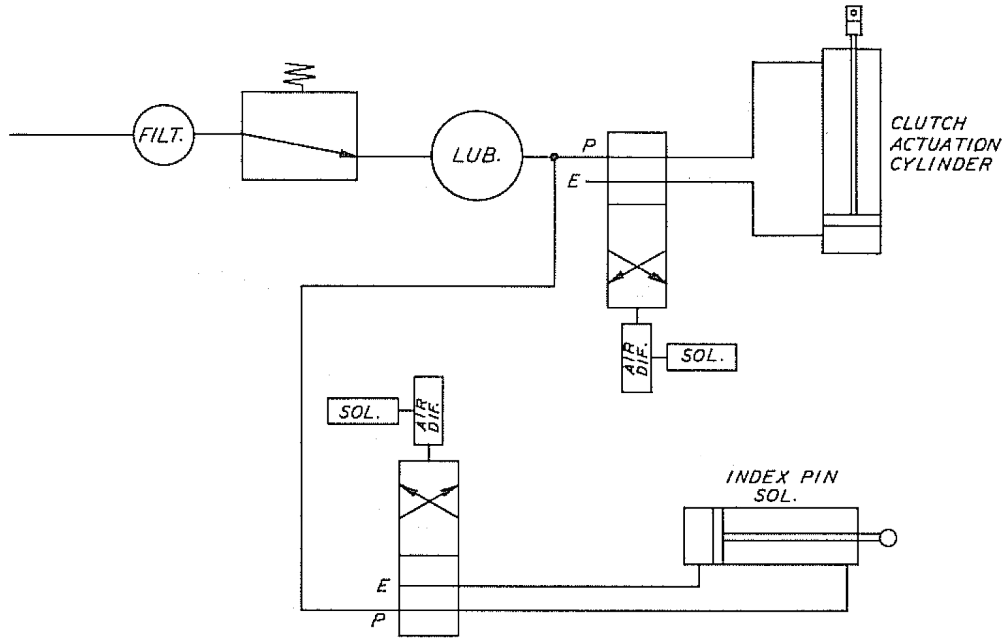 FILT.
LUB.
P
E
CLUTCH
ACTUATION
CYLINDER
AIR
DIF.
SOL.
SOL.
AIR
DIF.
INDEX PIN
SOL.
E
P